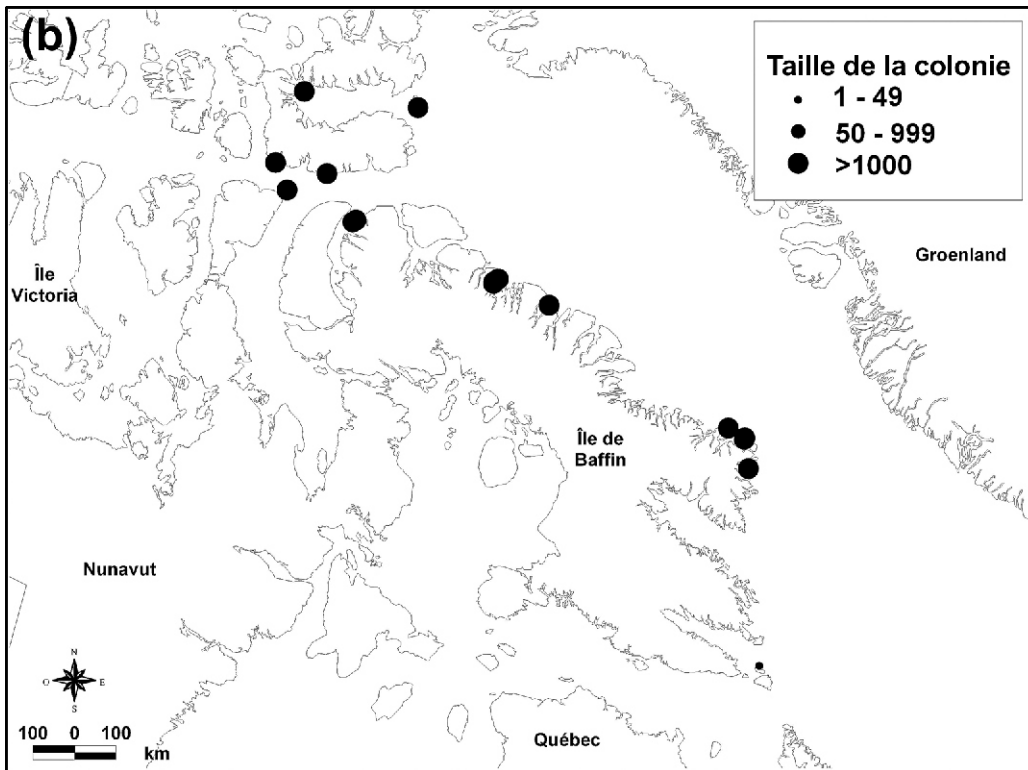 (b)
Taille de la colonie
1 - 49
50 - 999
>1000
Groenland
Île
Victoria
Île de
Baffin
Nunavut
N
O E
S
100 0 100
km
Québec